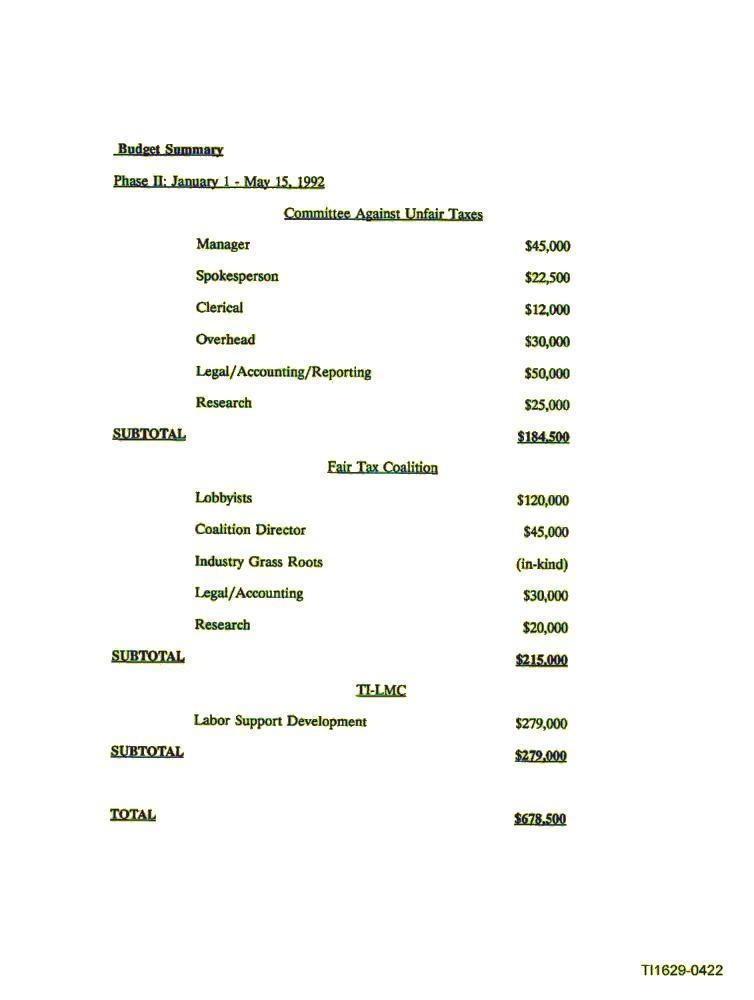 Budget Summary
Phase II: January 1 - May 15, 1992
Committee Against Unfair Taxes
Manager $45,000
Spokesperson $22,500
Clerical $12,000
Overhead $30,000
Legal/Accounting/Reporting $50,000
Research $25,000
SUBTOTAL $184,500
Fair Tax Coalition
Lobbyists $120,000
Coalition Director $45,000
Industry Grass Roots (in-kind)
Legal/Accounting $30,000
Research $20,000
SUBTOTAL $215,000
TI-LMC
Labor Support Development $279,000
SUBTOTAL $279,000
TOTAL $678,500
TI1629-0422